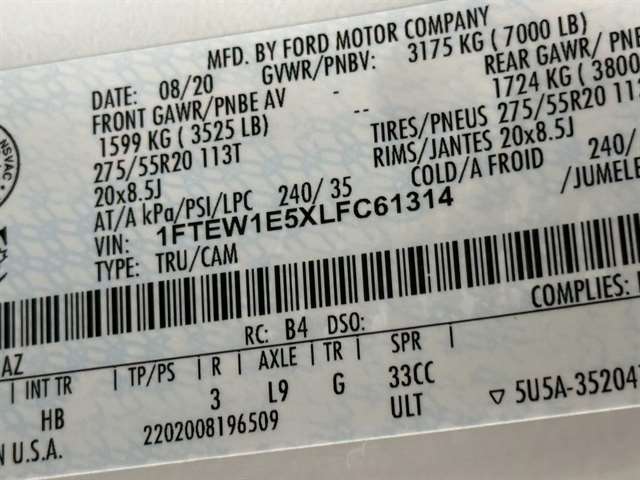 MFD. BY FORD MOTOR COMPANY
DATE: 08/20 GVWR/PNBV: 3175 KG ( 7000 LB)
FRONT GAWR/PNBE AV REAR GAWR/ PNB
1599 KG ( 3525 LB) -- 1724 KG ( 3800
275/55R20 113T -- TIRES/PNEUS 275/55R20 11
20x8.5J RIMS/JANTES 20x8.5J
AT/A kPa/PSI/LPC 240/ 35 COLD/A FROID 240/
VIN: 1FTEW1E5XLFC61314 /JUMELE
TYPE: TRU/CAM
NSVAC
COMPLIES:
RC: B4 DSO:
AZ
INT TR | TP/PS | R | AXLE | TR | SPR
HB 3 L9 G 33CC
2202008196509 ULT ▽ 5U5A-35204
N U.S.A.